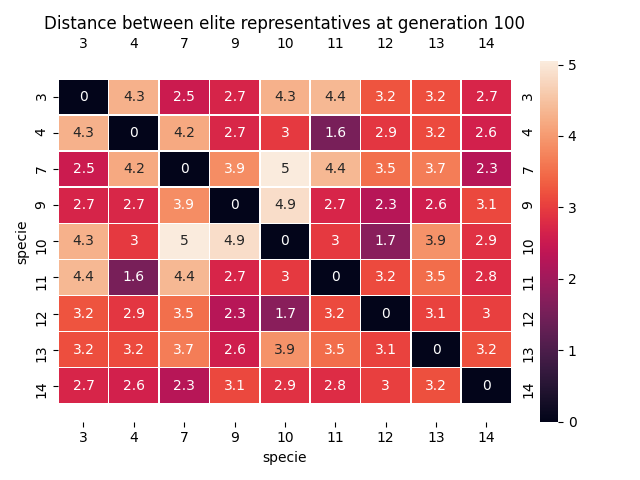 Distance between elite representatives at generation 100
3 4 7 9 10 11 12 13 14
3 0 4.3 2.5 2.7 4.3 4.4 3.2 3.2 2.7 3
4 4.3 0 4.2 2.7 3 1.6 2.9 3.2 2.6 4
7 2.5 4.2 0 3.9 5 4.4 3.5 3.7 2.3 7
9 2.7 2.7 3.9 0 4.9 2.7 2.3 2.6 3.1 9
10 4.3 3 5 4.9 0 3 1.7 3.9 2.9 10
11 4.4 1.6 4.4 2.7 3 0 3.2 3.5 2.8 11
12 3.2 2.9 3.5 2.3 1.7 3.2 0 3.1 3 12
13 3.2 3.2 3.7 2.6 3.9 3.5 3.1 0 3.2 13
14 2.7 2.6 2.3 3.1 2.9 2.8 3 3.2 0 14
3 4 7 9 10 11 12 13 14
specie
specie
5
4
3
2
1
0